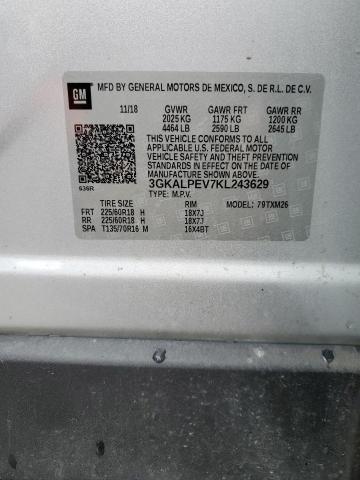 GM
MFD BY GENERAL MOTORS DE MEXICO, S. DE R.L. DE C.V.
11/18 GVWR GAWR FRT GAWR RR
2025 KG 1175 KG 1200 KG
4464 LB 2590 LB 2645 LB
THIS VEHICLE CONFORMS TO ALL
APPLICABLE U.S. FEDERAL MOTOR
VEHICLE SAFETY, BUMPER, AND THEFT
PREVENTION STANDARDS IN EFFECT ON
THE DATE OF MANUFACTURE SHOWN ABOVE.
636R 3GKALPEV7KL243629
TYPE: M.P.V.
TIRE SIZE RIM MODEL: 79TXM26
FRT 225/60R18 H 18X7J
RR 225/60R18 H 18X7J
SPA T135/70R16 M 16X4BT